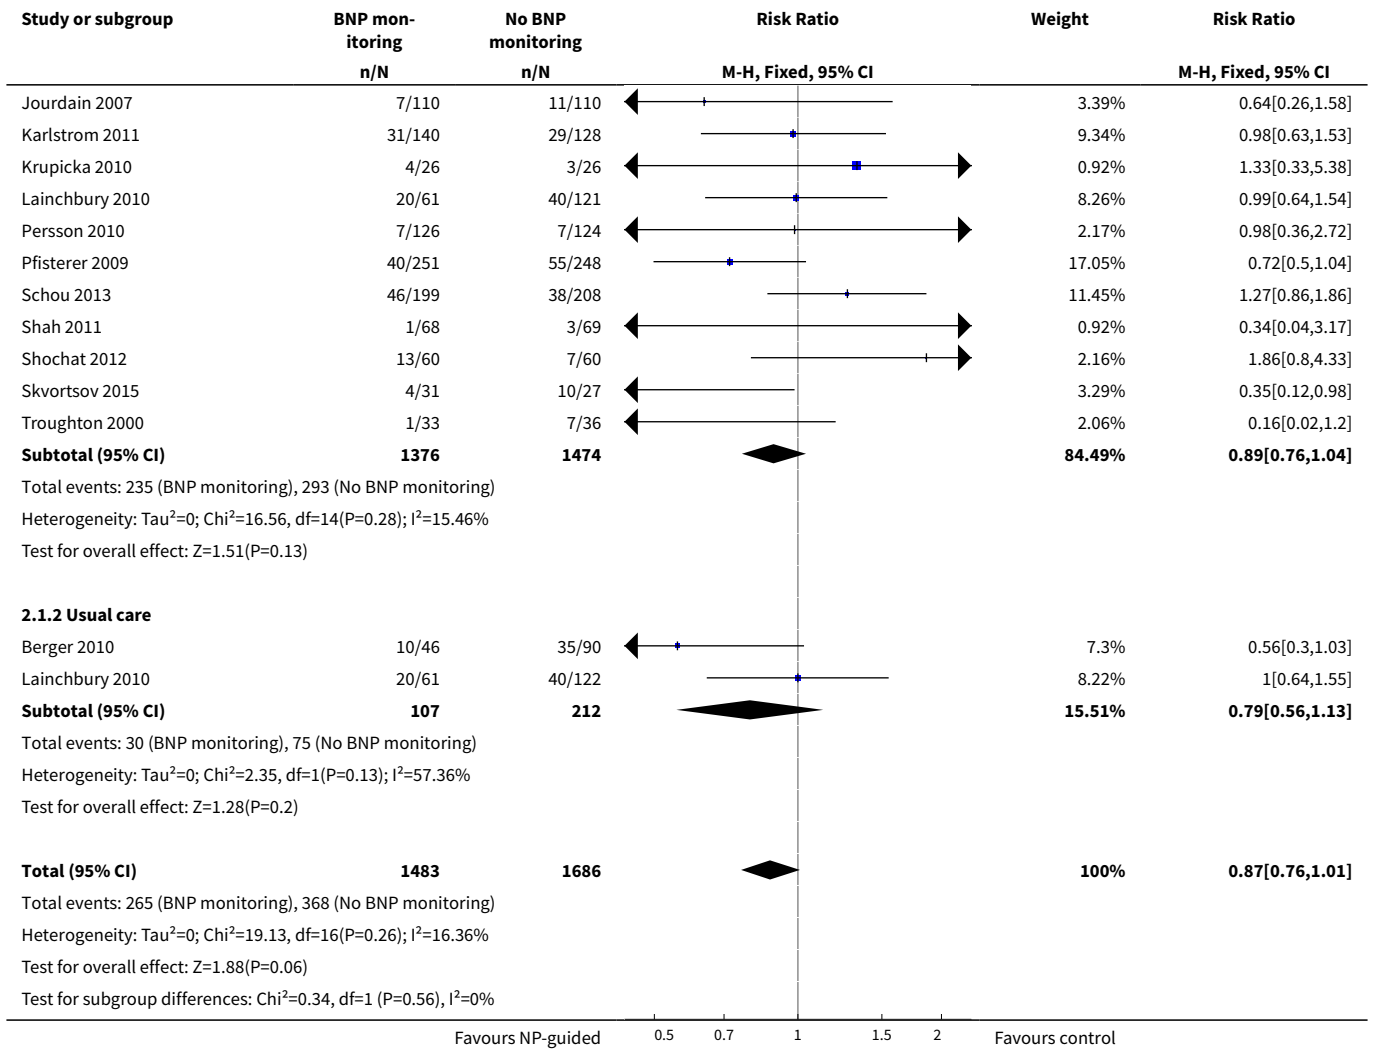 Study or subgroup BNP mon- No BNP Risk Ratio Weight Risk Ratio
itoring monitoring
n/N n/N M-H, Fixed, 95% CI M-H, Fixed, 95% CI
Jourdain 2007 7/110 11/110 3.39% 0.64[0.26,1.58]
Karlstrom 2011 31/140 29/128 9.34% 0.98[0.63,1.53]
Krupicka 2010 4/26 3/26 0.92% 1.33[0.33,5.38]
Lainchbury 2010 20/61 40/121 8.26% 0.99[0.64,1.54]
Persson 2010 7/126 7/124 2.17% 0.98[0.36,2.72]
Pfisterer 2009 40/251 55/248 17.05% 0.72[0.5,1.04]
Schou 2013 46/199 38/208 11.45% 1.27[0.86,1.86]
Shah 2011 1/68 3/69 0.92% 0.34[0.04,3.17]
Shochat 2012 13/60 7/60 2.16% 1.86[0.8,4.33]
Skvortsov 2015 4/31 10/27 3.29% 0.35[0.12,0.98]
Troughton 2000 1/33 7/36 2.06% 0.16[0.02,1.2]
Subtotal (95% CI) 1376 1474 84.49% 0.89[0.76,1.04]
Total events: 235 (BNP monitoring), 293 (No BNP monitoring)
Heterogeneity: Tau²=0; Chi²=16.56, df=14(P=0.28); I²=15.46%
Test for overall effect: Z=1.51(P=0.13)
2.1.2 Usual care
Berger 2010 10/46 35/90 7.3% 0.56[0.3,1.03]
Lainchbury 2010 20/61 40/122 8.22% 1[0.64,1.55]
Subtotal (95% CI) 107 212 15.51% 0.79[0.56,1.13]
Total events: 30 (BNP monitoring), 75 (No BNP monitoring)
Heterogeneity: Tau²=0; Chi²=2.35, df=1(P=0.13); I²=57.36%
Test for overall effect: Z=1.28(P=0.2)
Total (95% CI) 1483 1686 100% 0.87[0.76,1.01]
Total events: 265 (BNP monitoring), 368 (No BNP monitoring)
Heterogeneity: Tau²=0; Chi²=19.13, df=16(P=0.26); I²=16.36%
Test for overall effect: Z=1.88(P=0.06)
Test for subgroup differences: Chi²=0.34, df=1 (P=0.56), I²=0%
Favours NP-guided 0.5 0.7 1 1.5 2 Favours control